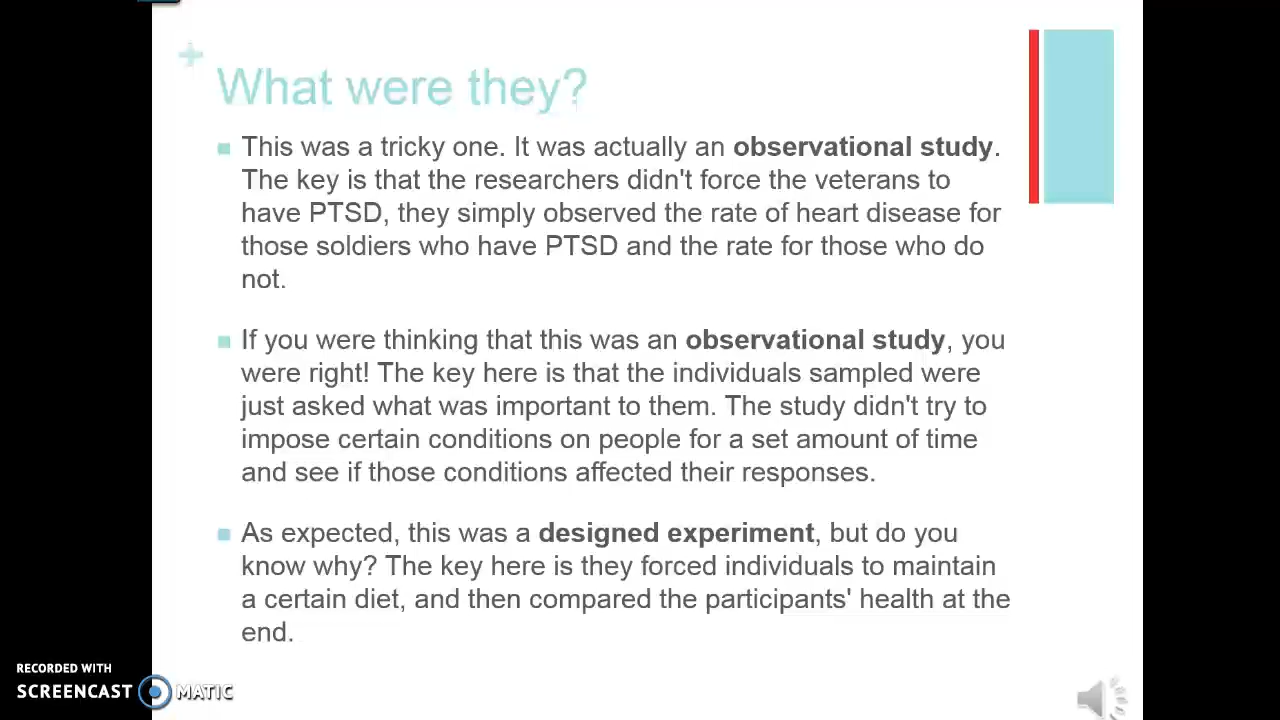 What were they?
This was a tricky one. It was actually an observational study.
The key is that the researchers didn't force the veterans to
have PTSD, they simply observed the rate of heart disease for
those soldiers who have PTSD and the rate for those who do
not.
If you were thinking that this was an observational study, you
were right! The key here is that the individuals sampled were
just asked what was important to them. The study didn't try to
impose certain conditions on people for a set amount of time
and see if those conditions affected their responses.
As expected, this was a designed experiment, but do you
know why? The key here is they forced individuals to maintain
a certain diet, and then compared the participants' health at the
end.
RECORDED WITH
SCREENCAST MATIC